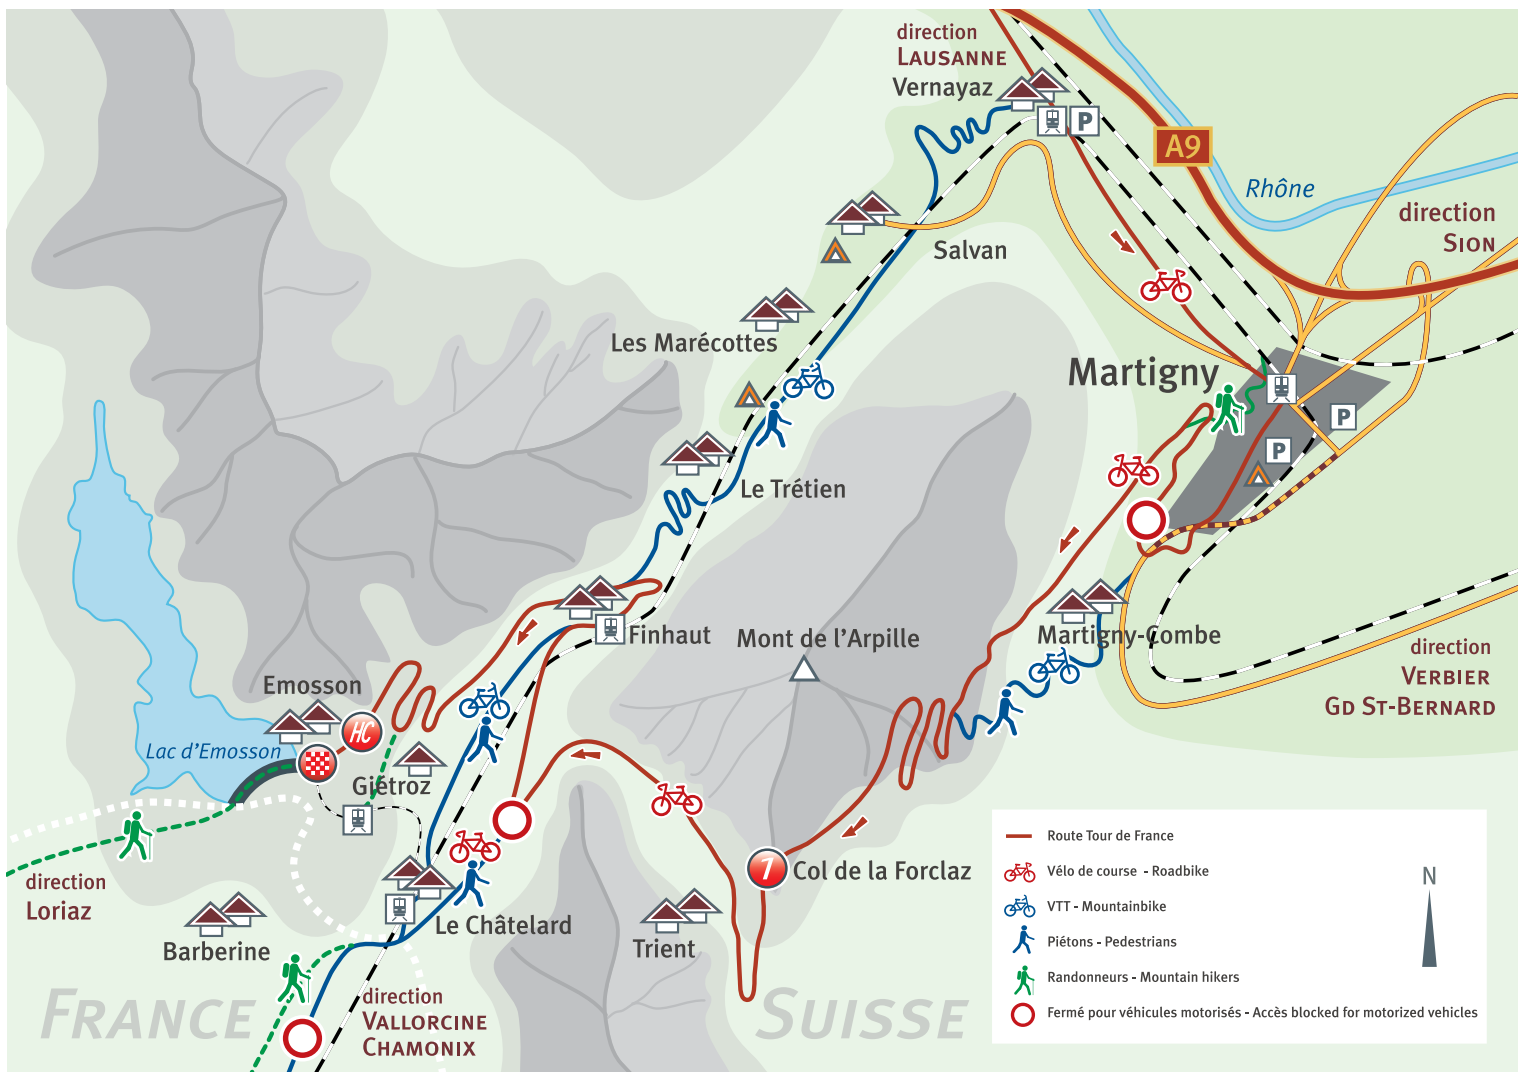 direction
LAUSANNE
Vernayaz
P
A9
Rhône
direction
SION
Salvan
Les Marécottes
Martigny
P
P
Le Trétien
Finhaut
Mont de l'Arpille
Martigny-Combe
direction
VERBIER
GD ST-BERNARD
Emosson
HC
Lac d'Emosson
Giétroz
1
Col de la Forclaz
direction
Loriaz
Barberine
Le Châtelard
Trient
FRANCE
SUISSE
direction
VALLORCINE
CHAMONIX
Route Tour de France
Vélo de course - Roadbike
VTT - Mountainbike
Piétons - Pedestrians
Randonneurs - Mountain hikers
Fermé pour véhicules motorisés - Accès blocked for motorized vehicles
N